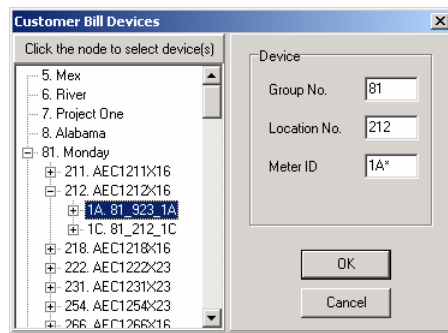 Customer Bill Devices
Click the node to select device(s)
5. Mex
6. River
7. Project One
8. Alabama
81. Monday
211. AEC1211X16
212. AEC1212X16
1A. 81_923_1A
1C. 81_212_1C
218. AEC1218X16
222. AEC1222X23
231. AEC1231X23
254. AEC1254X23
266. AEC1266X16
Device
Group No. 81
Location No. 212
Meter ID 1A*
OK
Cancel